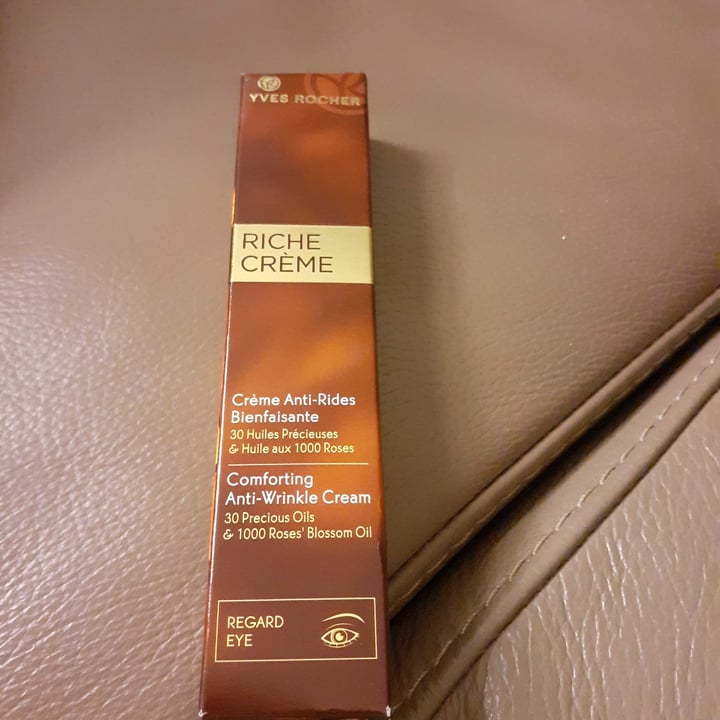 YVES ROCHER
RICHE
CRÈME
Crème Anti-Rides
Bienfaisante
30 Huiles Précieuses
& Huile aux 1000 Roses
Comforting
Anti-Wrinkle Cream
30 Precious Oils
& 1000 Roses' Blossom Oil
REGARD
EYE